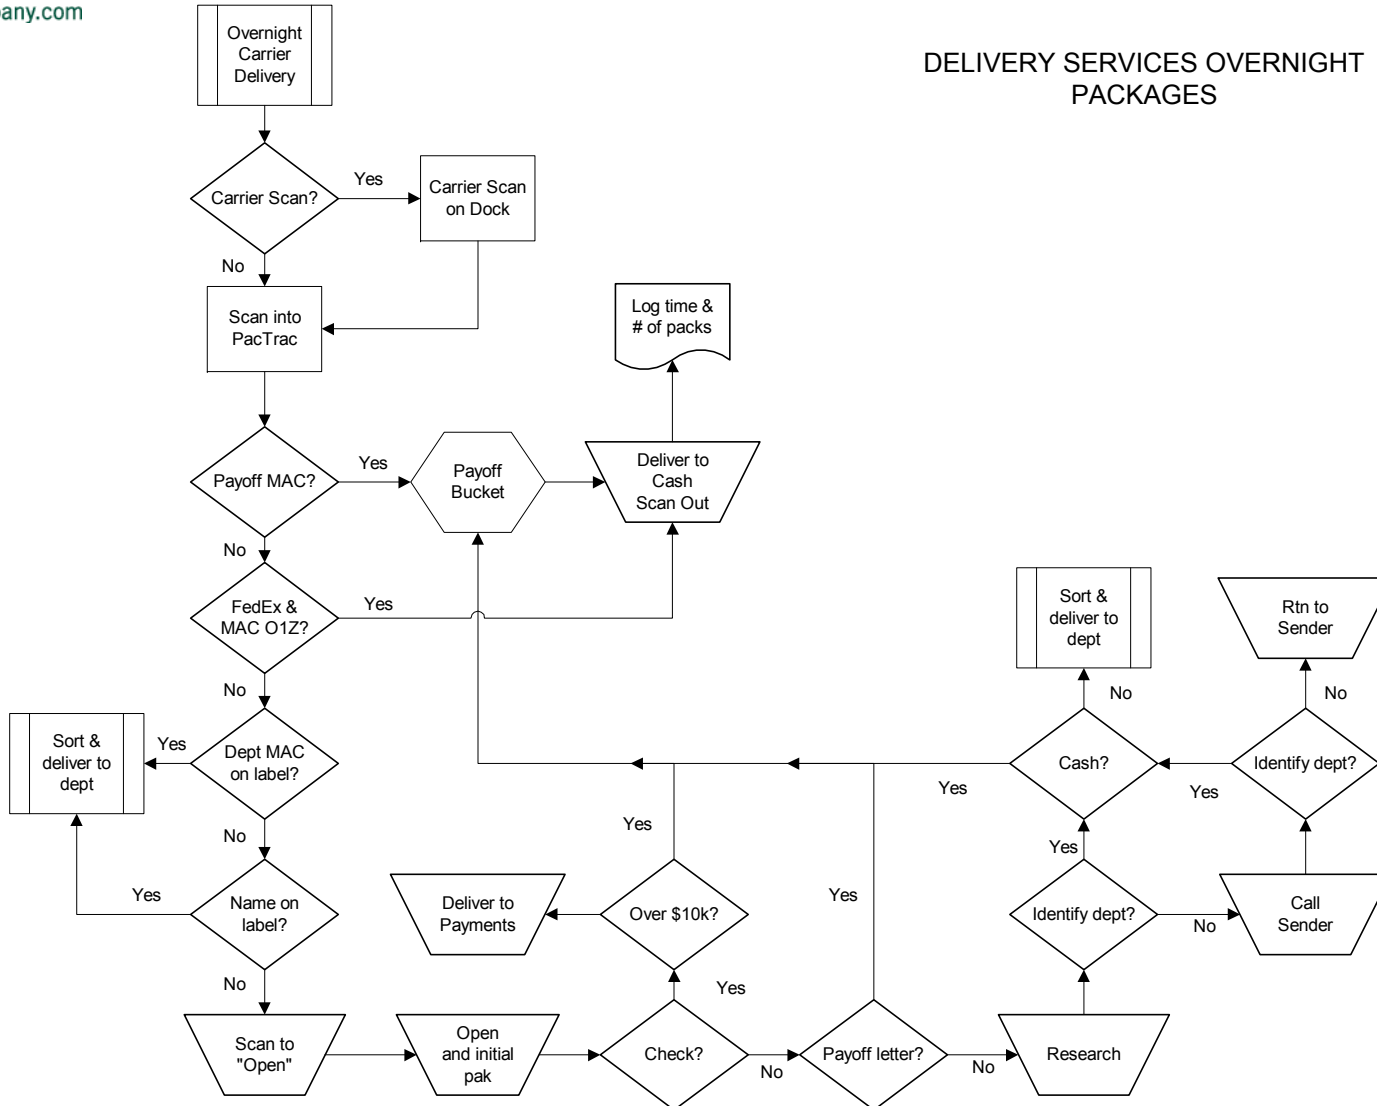 pany.com
DELIVERY SERVICES OVERNIGHT
PACKAGES
Overnight
Carrier
Delivery
Carrier Scan?
Yes
Carrier Scan
on Dock
No
Scan into
PacTrac
Log time &
# of packs
Payoff MAC?
Yes
Payoff
Bucket
Deliver to
Cash
Scan Out
No
FedEx &
MAC O1Z?
Yes
Sort &
deliver to
dept
Rtn to
Sender
No
No
No
Sort &
deliver to
dept
Yes
Dept MAC
on label?
Cash?
Yes
Yes
Identify dept?
No
Yes
Yes
Yes
Name on
label?
Deliver to
Payments
Over $10k?
Yes
Identify dept?
No
Call
Sender
No
Yes
Scan to
"Open"
Open
and initial
pak
Check?
No
Payoff letter?
No
Research